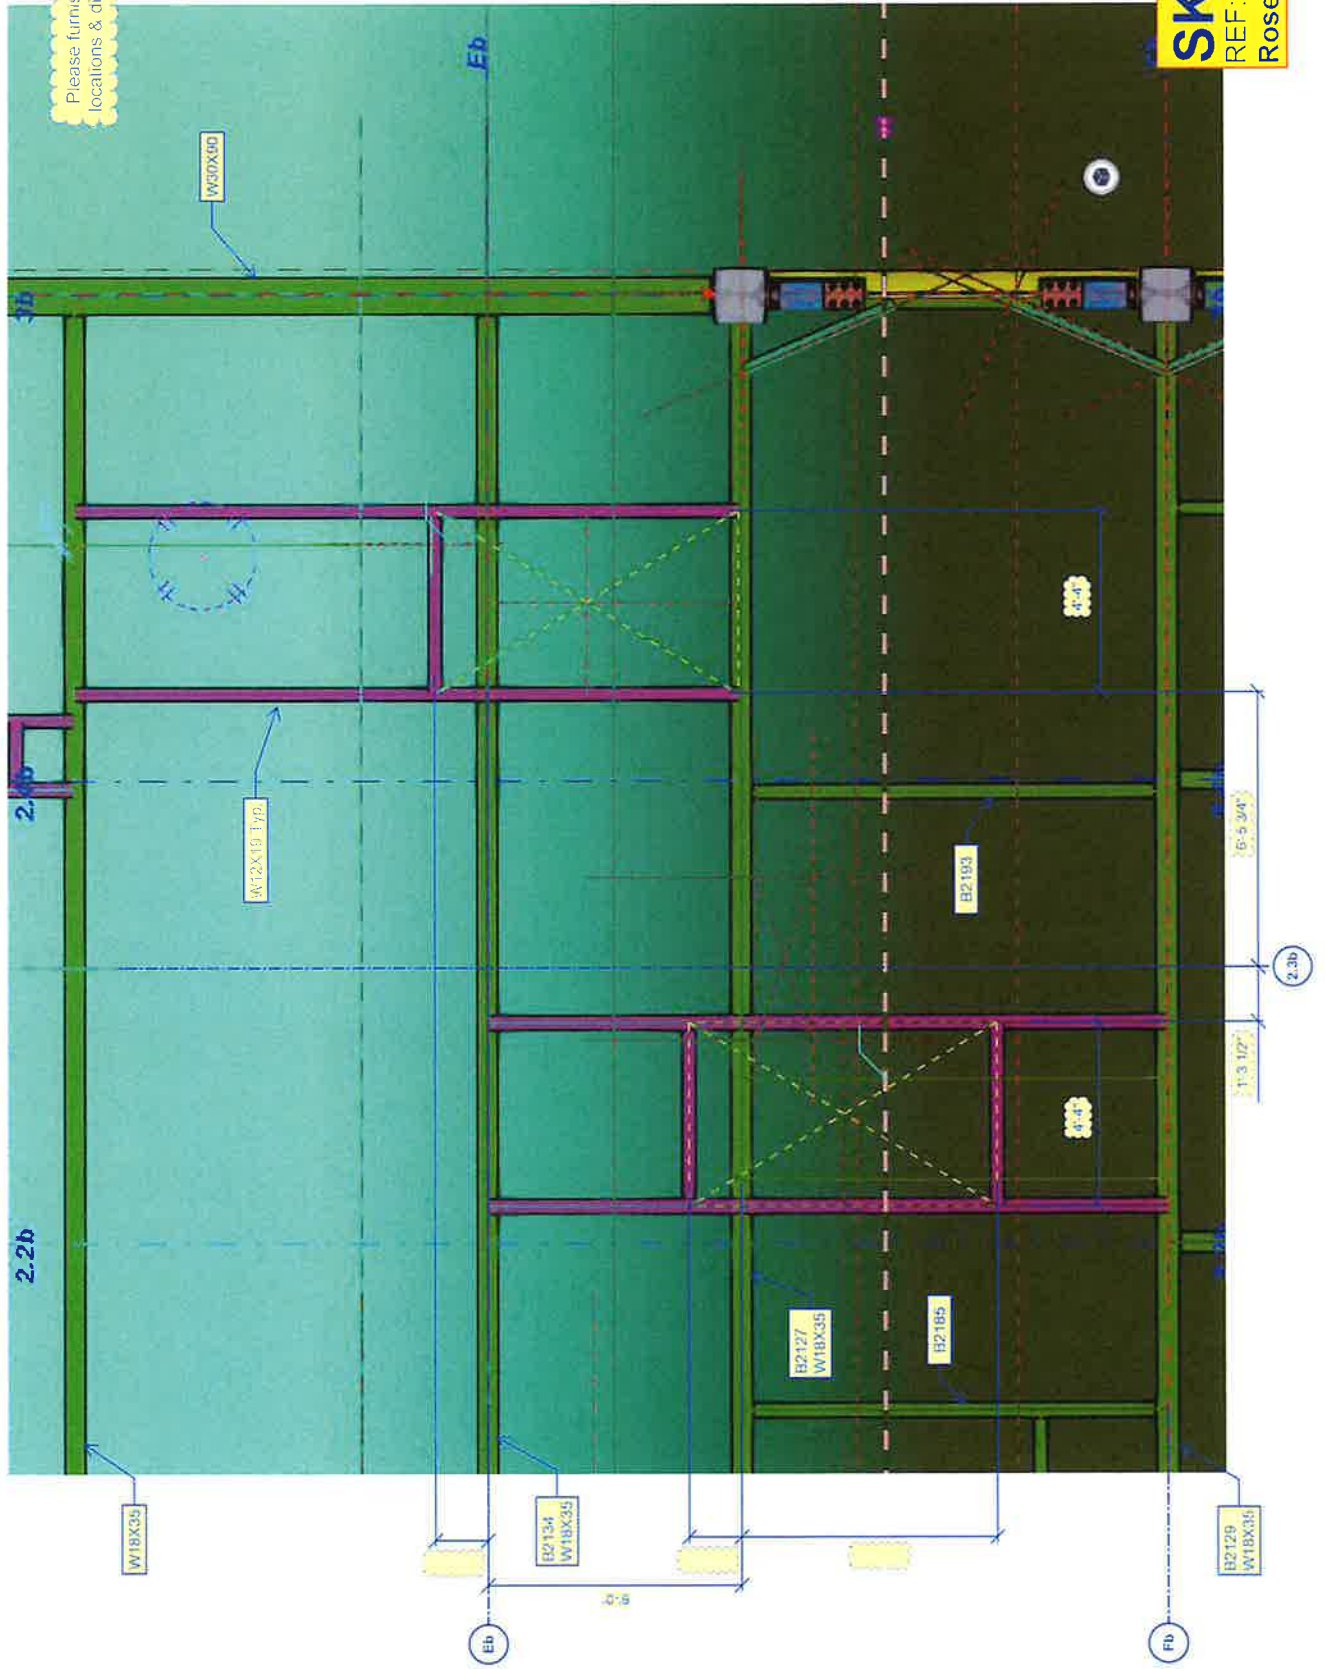 Please furnis
locations & di
SK
REF:
Rose
Eb
W30X90
3b
W12X19 Typ.
4'-4"
6'-5 3/4"
B2193
2.3b
1'-3 1/2"
4'-4"
2.2b
B2127
W18X35
B2185
W18X35
B2134
W18X35
B2129
W18X35
Eb
Fb